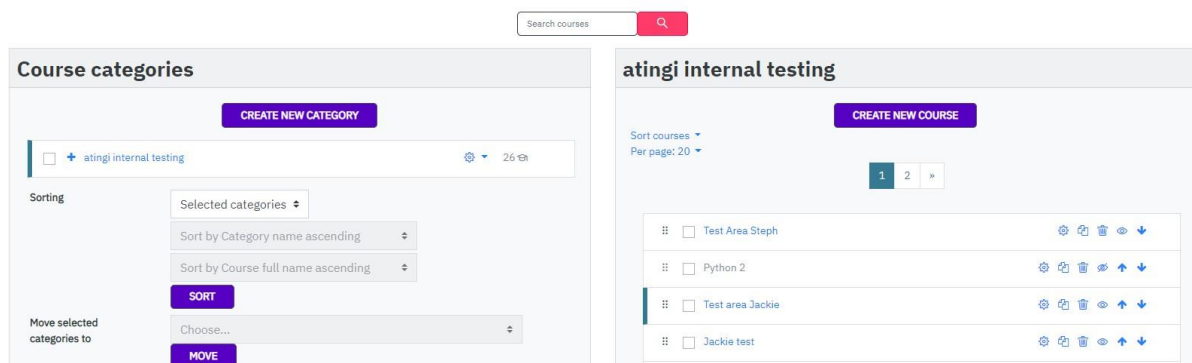 Search courses
Course categories
CREATE NEW CATEGORY
atingi internal testing
26
Sorting
Selected categories
Sort by Category name ascending
Sort by Course full name ascending
SORT
Move selected
categories to
Choose...
MOVE
atingi internal testing
CREATE NEW COURSE
Sort courses
Per page: 20
1 2 »
Test Area Steph
Python 2
Test area Jackie
Jackie test